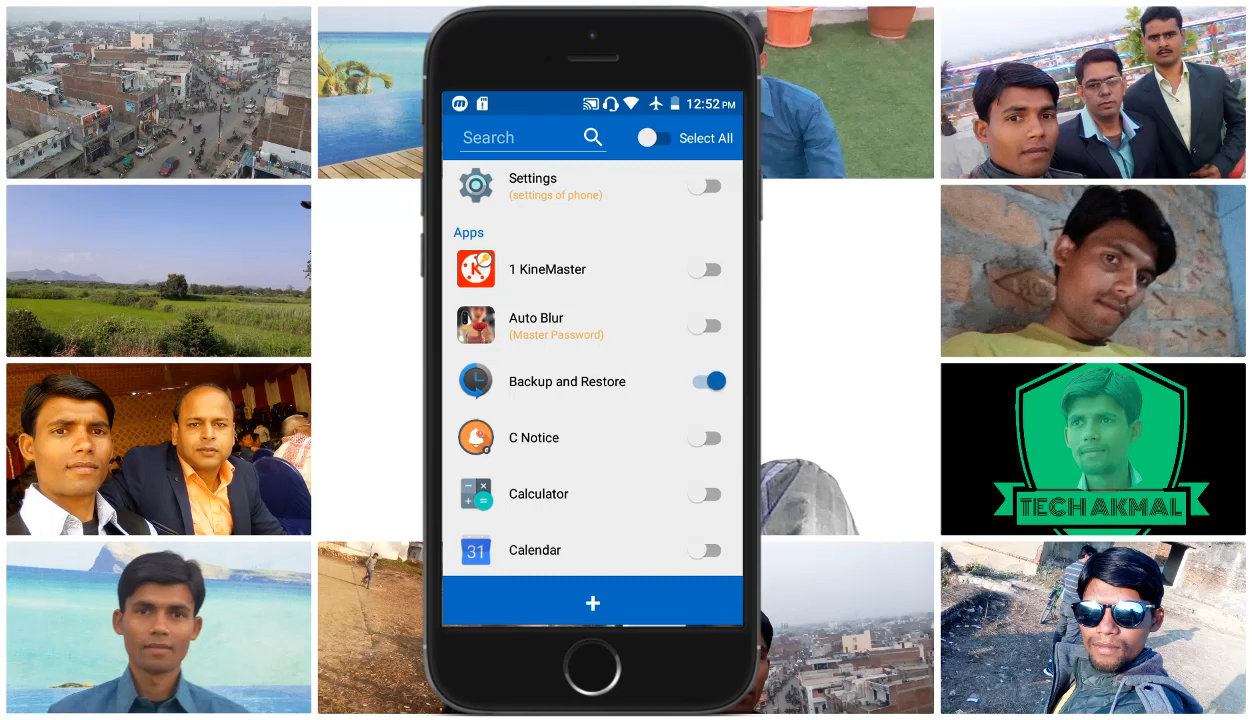 12:52 PM
Search
Select All
Settings
(settings of phone)
Apps
1 KineMaster
Auto Blur
(Master Password)
Backup and Restore
C Notice
Calculator
31
Calendar
+
TECH AKMAL